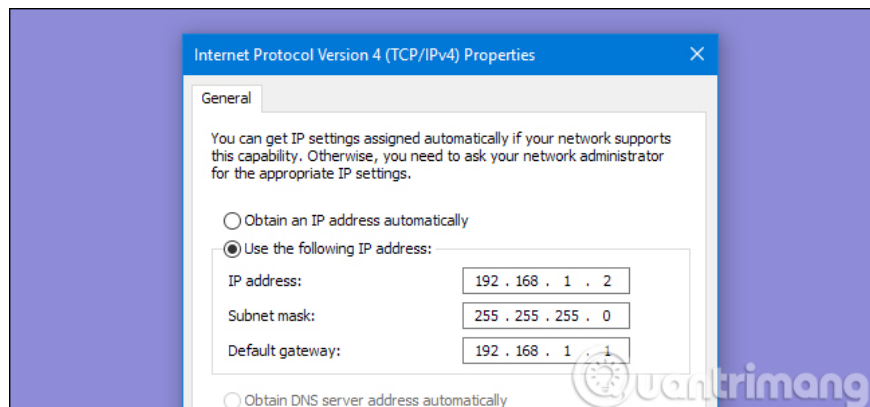 Internet Protocol Version 4 (TCP/IPv4) Properties
General
You can get IP settings assigned automatically if your network supports
this capability. Otherwise, you need to ask your network administrator
for the appropriate IP settings.
Obtain an IP address automatically
Use the following IP address:
IP address: 192 . 168 . 1 . 2
Subnet mask: 255 . 255 . 255 . 0
Default gateway: 192 . 168 . 1 . 1
Quantrimang
Obtain DNS server address automatically